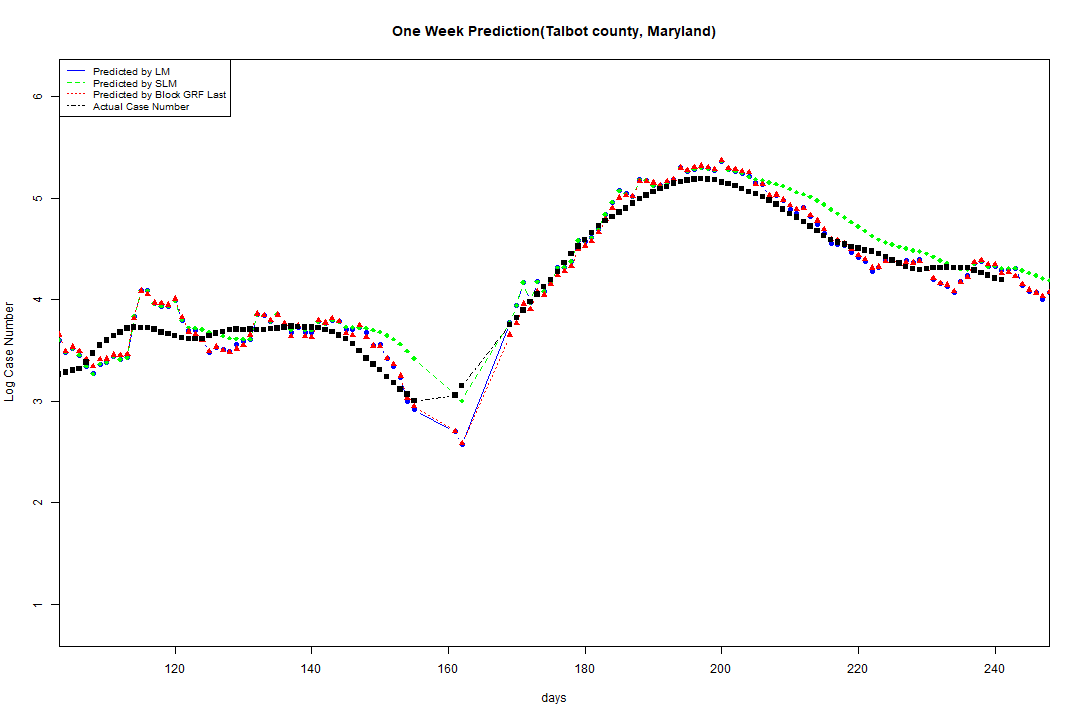 One Week Prediction(Talbot county, Maryland)
Predicted by LM
Predicted by SLM
Predicted by Block GRF Last
Actual Case Number
Log Case Number
6
5
4
3
2
1
120 140 160 180 200 220 240
days